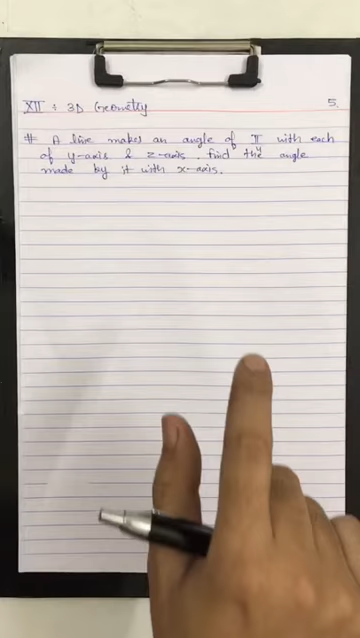 XII : 3D Geometry 5.
# A line makes an angle of π/4 with each
of y-axis & z-axis. find the angle
made by it with x-axis.